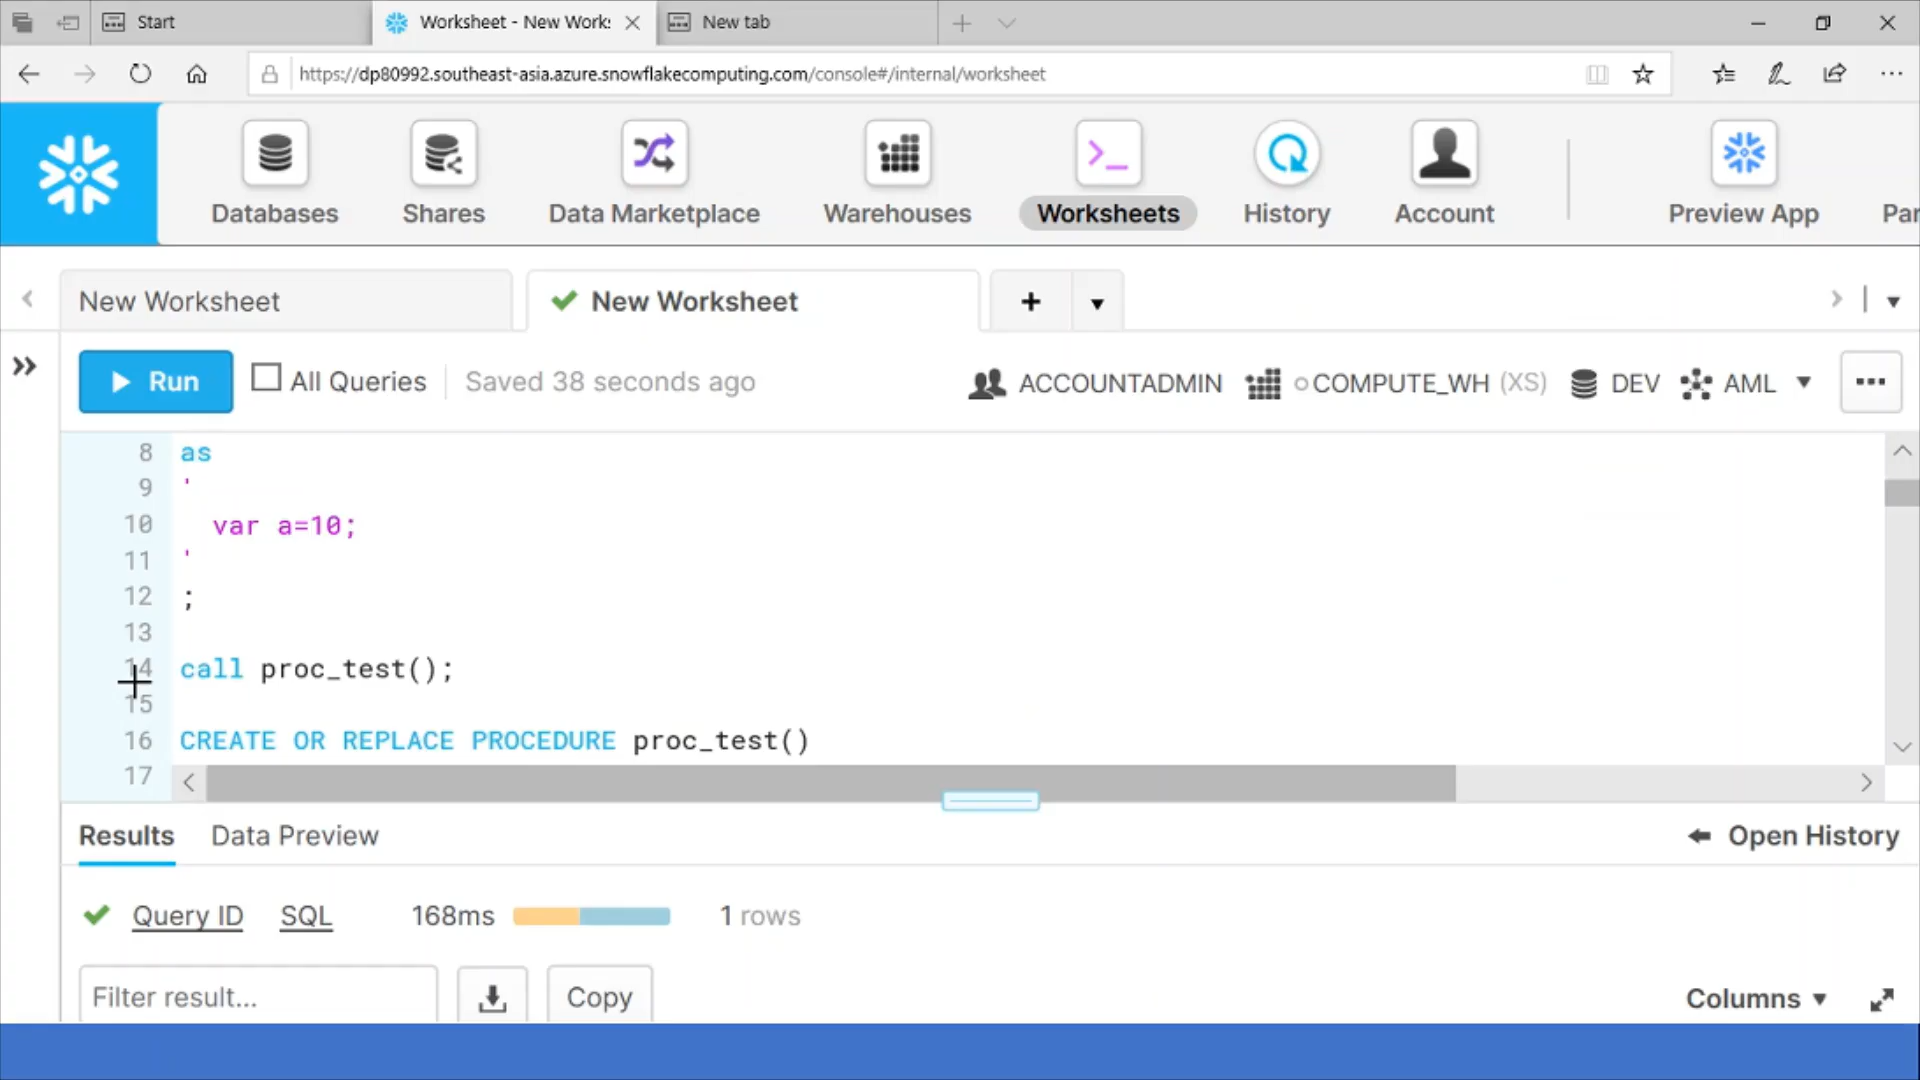 Start
Worksheet - New Work:
New tab
https://dp80992.southeast-asia.azure.snowflakecomputing.com/console#/internal/worksheet
Databases
Shares
Data Marketplace
Warehouses
Worksheets
History
Account
Preview App
Par
New Worksheet
New Worksheet
Run
All Queries
Saved 38 seconds ago
ACCOUNTADMIN
COMPUTE_WH (XS)
DEV
AML
8 as
9 '
10 var a=10;
11 '
12 ;
13
14 call proc_test();
15
16 CREATE OR REPLACE PROCEDURE proc_test()
17
Results
Data Preview
Open History
Query ID
SQL
168ms
1 rows
Filter result...
Copy
Columns